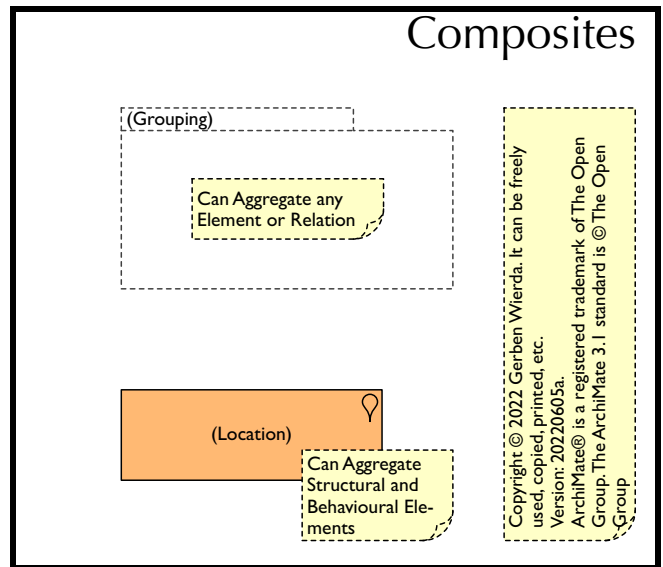 Composites
(Grouping)
Can Aggregate any
Element or Relation
(Location)
Can Aggregate
Structural and
Behavioural Ele-
ments
Copyright © 2022 Gerben Wierda. It can be freely
used, copied, printed, etc.
Version: 20220605a.
ArchiMate® is a registered trademark of The Open
Group. The ArchiMate 3.1 standard is © The Open
Group